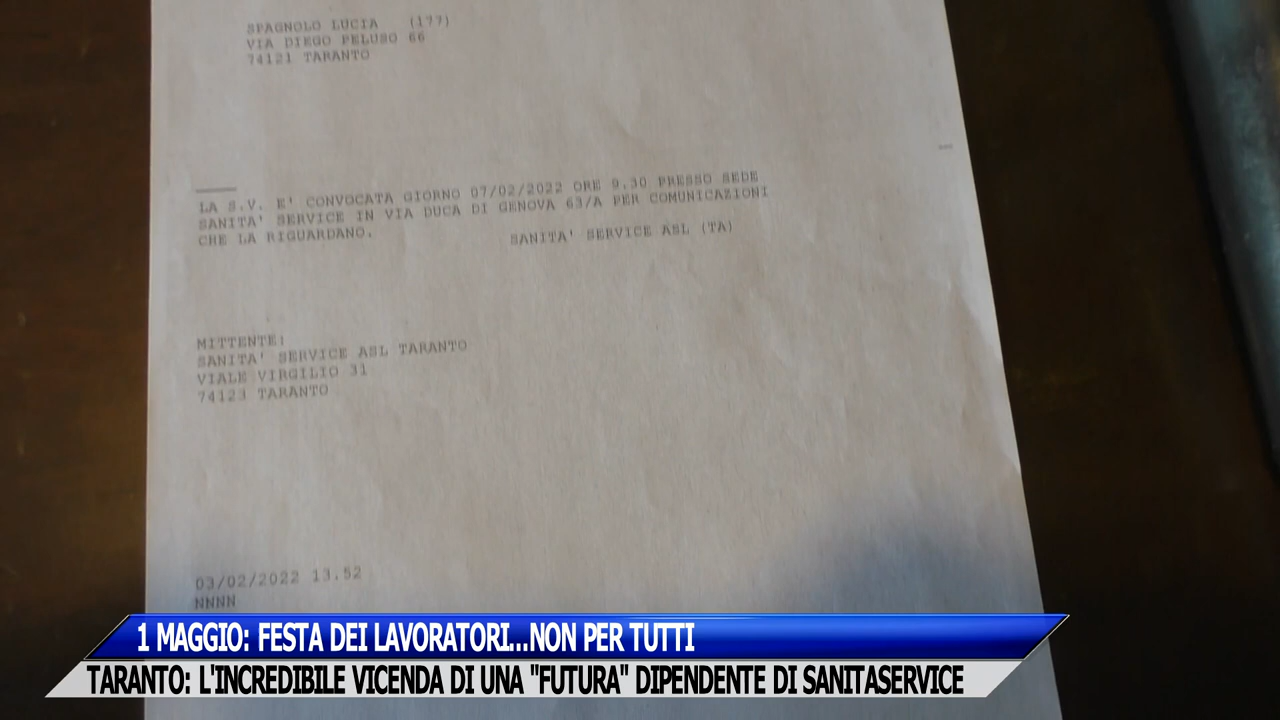 SPAGNOLO LUCIA (177)
VIA DIEGO PELUSO 66
74121 TARANTO
LA S.V. E' CONVOCATA GIORNO 07/02/2022 ORE 9.30 PRESSO SEDE
SANITA' SERVICE IN VIA DUCA DI GENOVA 63/A PER COMUNICAZIONI
CHE LA RIGUARDANO.
SANITA' SERVICE ASL (TA)
MITTENTE:
SANITA' SERVICE ASL TARANTO
VIALE VIRGILIO 31
74123 TARANTO
03/02/2022 13.52
NNNN
1 MAGGIO: FESTA DEI LAVORATORI...NON PER TUTTI
TARANTO: L'INCREDIBILE VICENDA DI UNA "FUTURA" DIPENDENTE DI SANITASERVICE